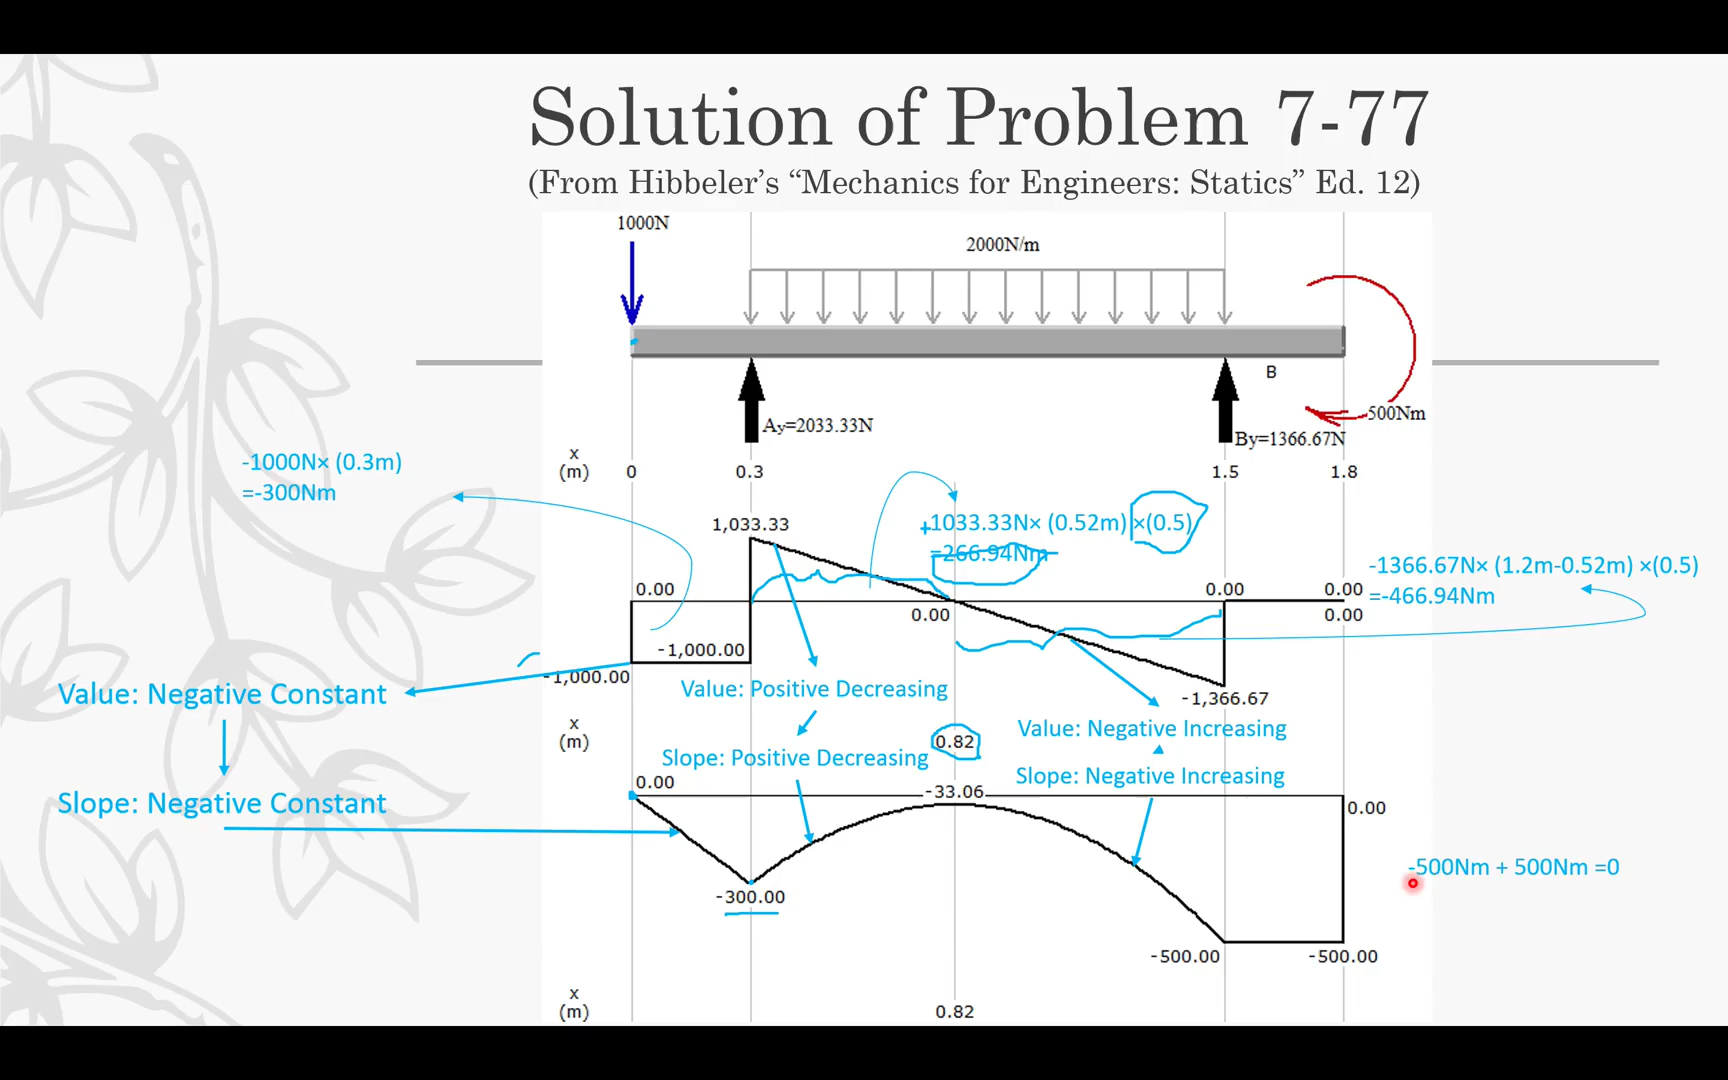 Solution of Problem 7-77
(From Hibbeler's “Mechanics for Engineers: Statics” Ed. 12)
1000N
2000N/m
B
500Nm
Ay=2033.33N
By=1366.67N
x
(m)
0
0.3
1.5
1.8
-1000N× (0.3m)
=-300Nm
1,033.33
+1033.33N× (0.52m) ×(0.5)
=266.94Nm
-1366.67N× (1.2m-0.52m) ×(0.5)
=-466.94Nm
0.00
0.00
0.00
0.00
0.00
-1,000.00
-1,000.00
-1,366.67
Value: Negative Constant
Value: Positive Decreasing
Value: Negative Increasing
x
(m)
0.82
Slope: Positive Decreasing
Slope: Negative Increasing
Slope: Negative Constant
0.00
-33.06
0.00
-500Nm + 500Nm =0
-300.00
-500.00
-500.00
x
(m)
0.82